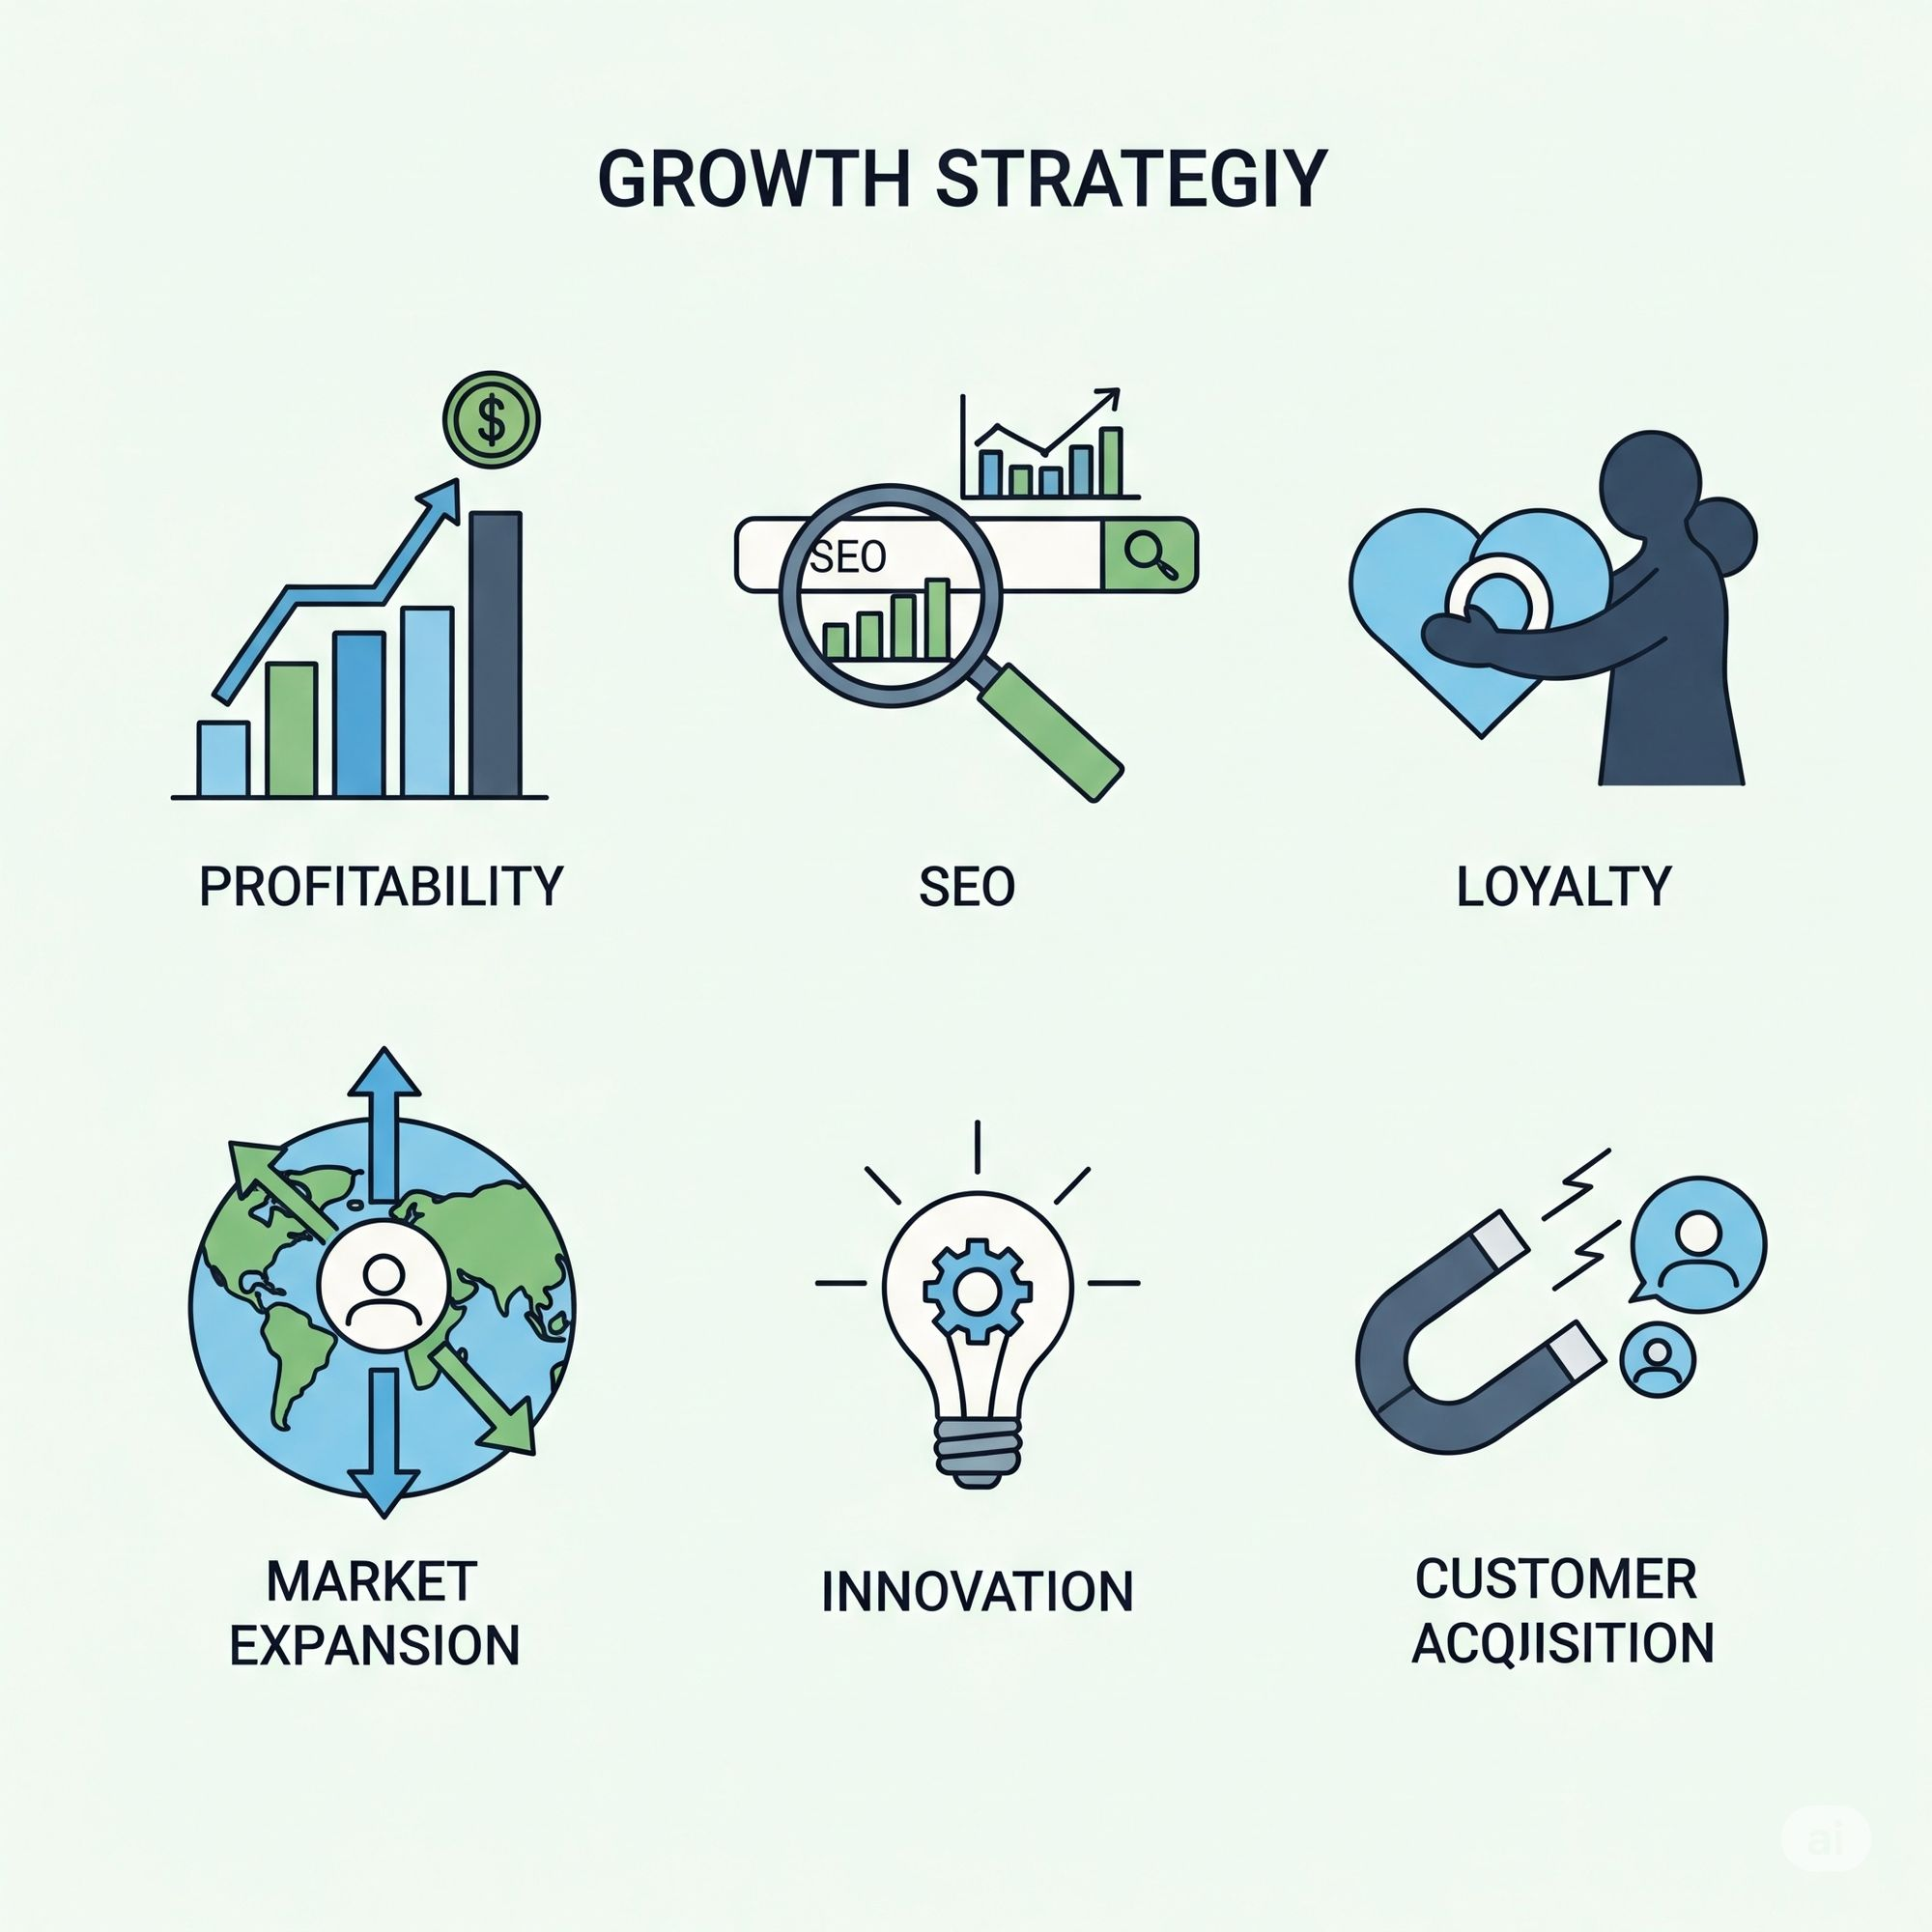 GROWTH STRATEGIY
$
SEO
PROFITABILITY
SEO
LOYALTY
MARKET
EXPANSION
INNOVATION
CUSTOMER
ACQJISITION
ai